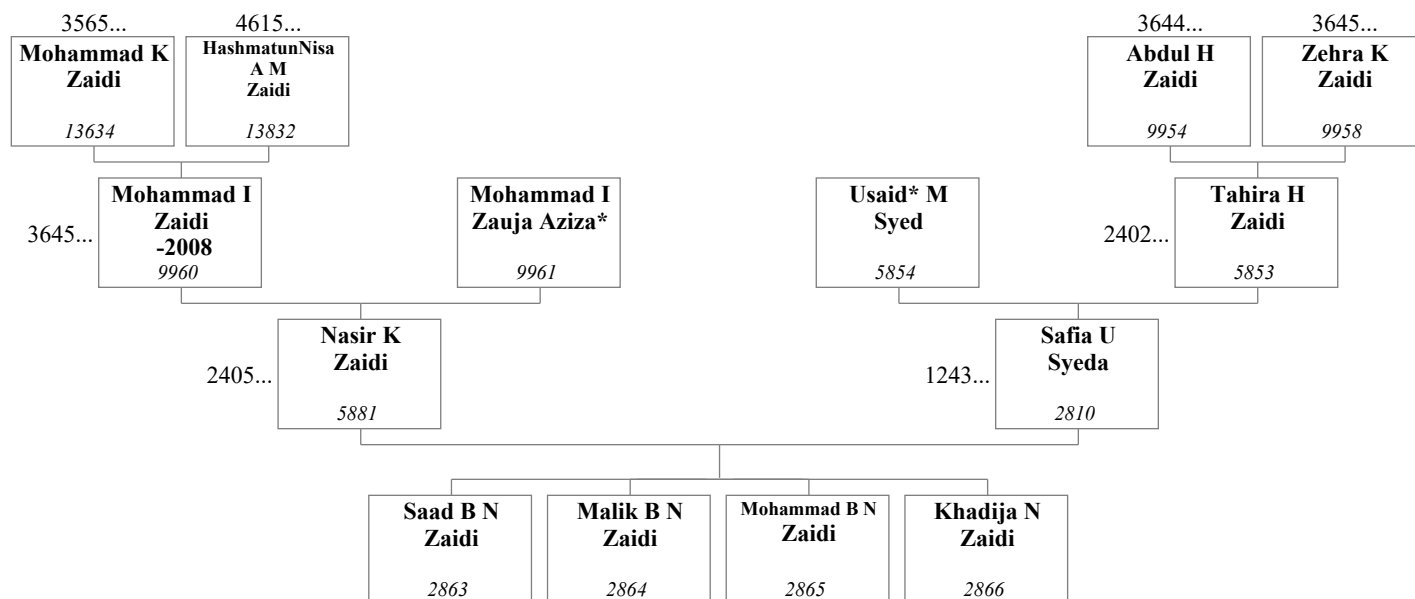 3565...
4615...
3644...
3645...
Mohammad K
Zaidi
13634
HashmatunNisa
A M
Zaidi
13832
Abdul H
Zaidi
9954
Zehra K
Zaidi
9958
3645...
Mohammad I
Zaidi
-2008
9960
Mohammad I
Zauja Aziza*
9961
Usaid* M
Syed
5854
2402...
Tahira H
Zaidi
5853
2405...
Nasir K
Zaidi
5881
1243...
Safia U
Syeda
2810
Saad B N
Zaidi
2863
Malik B N
Zaidi
2864
Mohammad B N
Zaidi
2865
Khadija N
Zaidi
2866